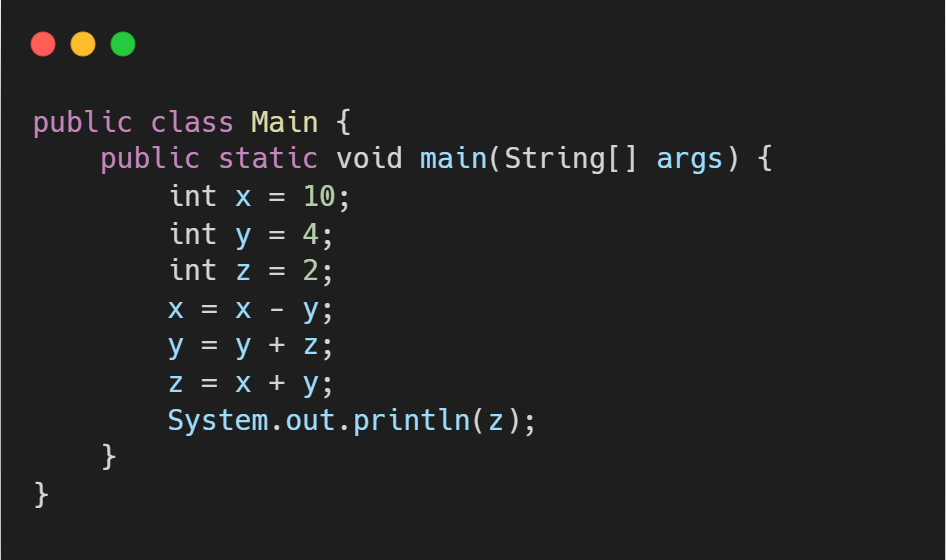 public class Main {
    public static void main(String[] args) {
        int x = 10;
        int y = 4;
        int z = 2;
        x = x - y;
        y = y + z;
        z = x + y;
        System.out.println(z);
    }
}